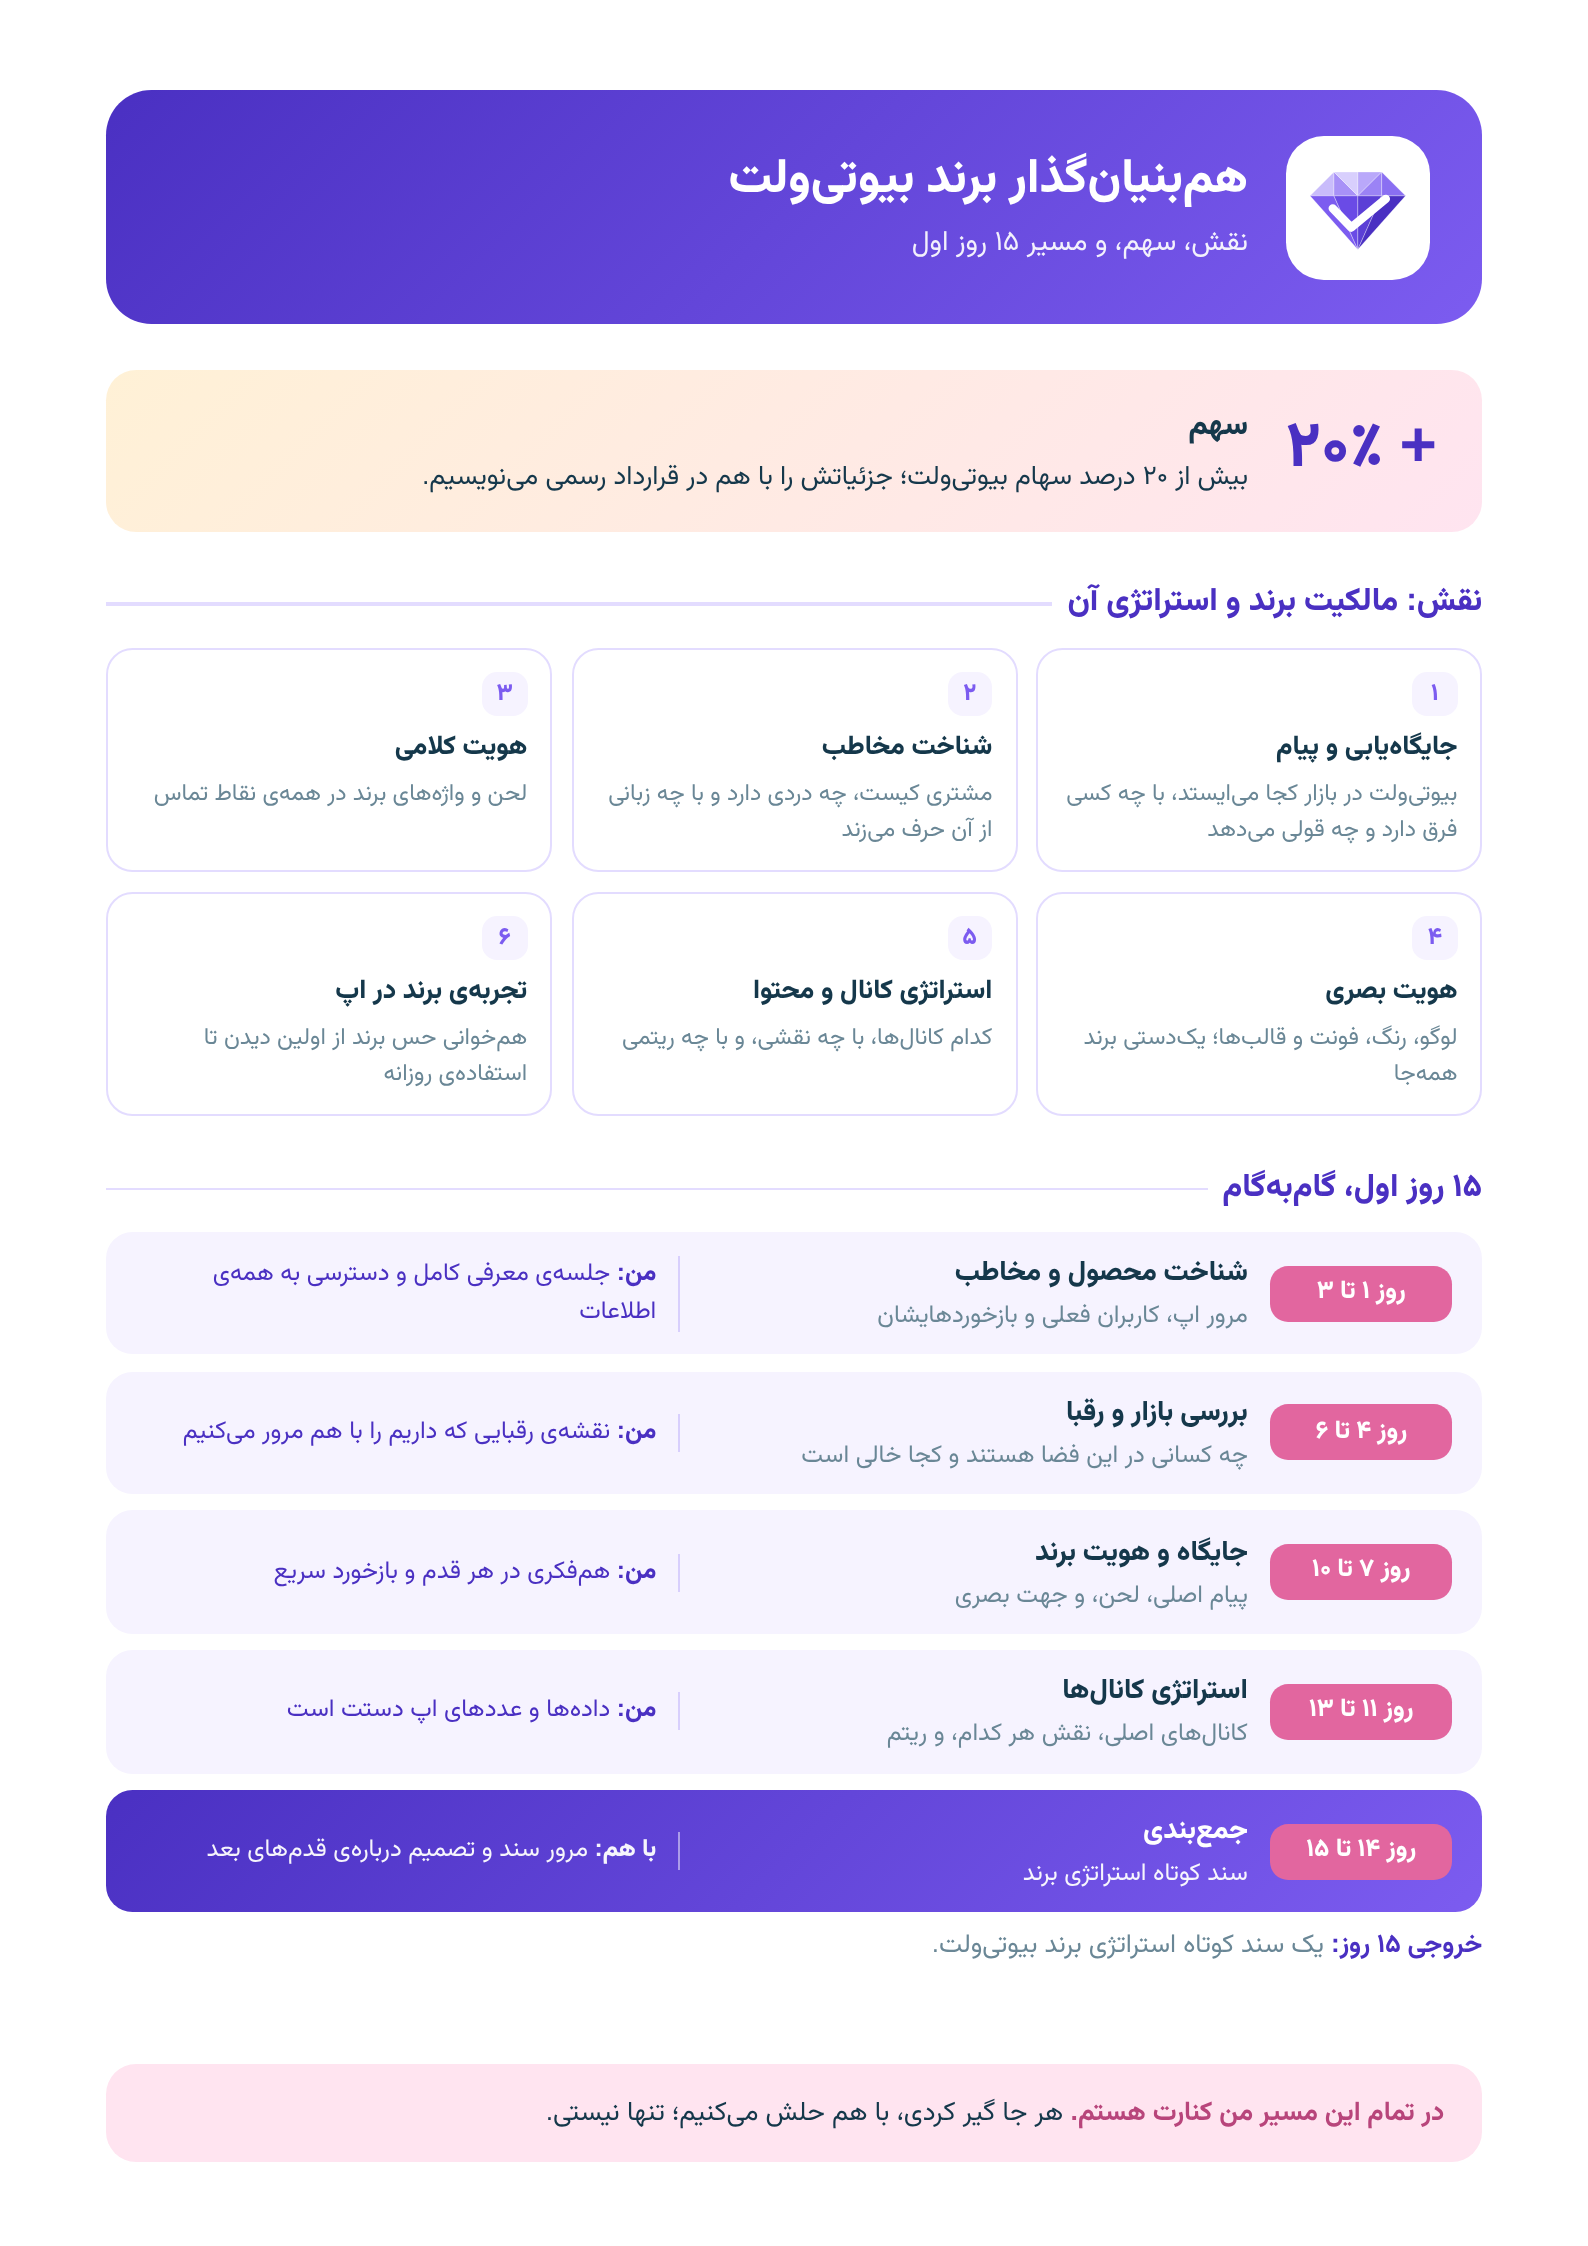 هم‌بنیان‌گذار برند بیوتی‌ولت
نقش، سهم، و مسیر ۱۵ روز اول
+ ۲۰٪
سهم
بیش از ۲۰ درصد سهام بیوتی‌ولت؛ جزئیاتش را با هم در قرارداد رسمی می‌نویسیم.
نقش: مالکیت برند و استراتژی آن
۱
جایگاه‌یابی و پیام
بیوتی‌ولت در بازار کجا می‌ایستد، با چه کسی
فرق دارد و چه قولی می‌دهد
۲
شناخت مخاطب
مشتری کیست، چه دردی دارد و با چه زبانی
از آن حرف می‌زند
۳
هویت کلامی
لحن و واژه‌های برند در همه‌ی نقاط تماس
۴
هویت بصری
لوگو، رنگ، فونت و قالب‌ها؛ یک‌دستی برند
همه‌جا
۵
استراتژی کانال و محتوا
کدام کانال‌ها، با چه نقشی، و با چه ریتمی
۶
تجربه‌ی برند در اپ
هم‌خوانی حس برند از اولین دیدن تا
استفاده‌ی روزانه
۱۵ روز اول، گام‌به‌گام
روز ۱ تا ۳
شناخت محصول و مخاطب
مرور اپ، کاربران فعلی و بازخوردهایشان
من: جلسه‌ی معرفی کامل و دسترسی به همه‌ی
اطلاعات
روز ۴ تا ۶
بررسی بازار و رقبا
چه کسانی در این فضا هستند و کجا خالی است
من: نقشه‌ی رقبایی که داریم را با هم مرور می‌کنیم
روز ۷ تا ۱۰
جایگاه و هویت برند
پیام اصلی، لحن، و جهت بصری
من: هم‌فکری در هر قدم و بازخورد سریع
روز ۱۱ تا ۱۳
استراتژی کانال‌ها
کانال‌های اصلی، نقش هر کدام، و ریتم
من: داده‌ها و عددهای اپ دستت است
روز ۱۴ تا ۱۵
جمع‌بندی
سند کوتاه استراتژی برند
با هم: مرور سند و تصمیم درباره‌ی قدم‌های بعد
خروجی ۱۵ روز: یک سند کوتاه استراتژی برند بیوتی‌ولت.
در تمام این مسیر من کنارت هستم. هر جا گیر کردی، با هم حلش می‌کنیم؛ تنها نیستی.